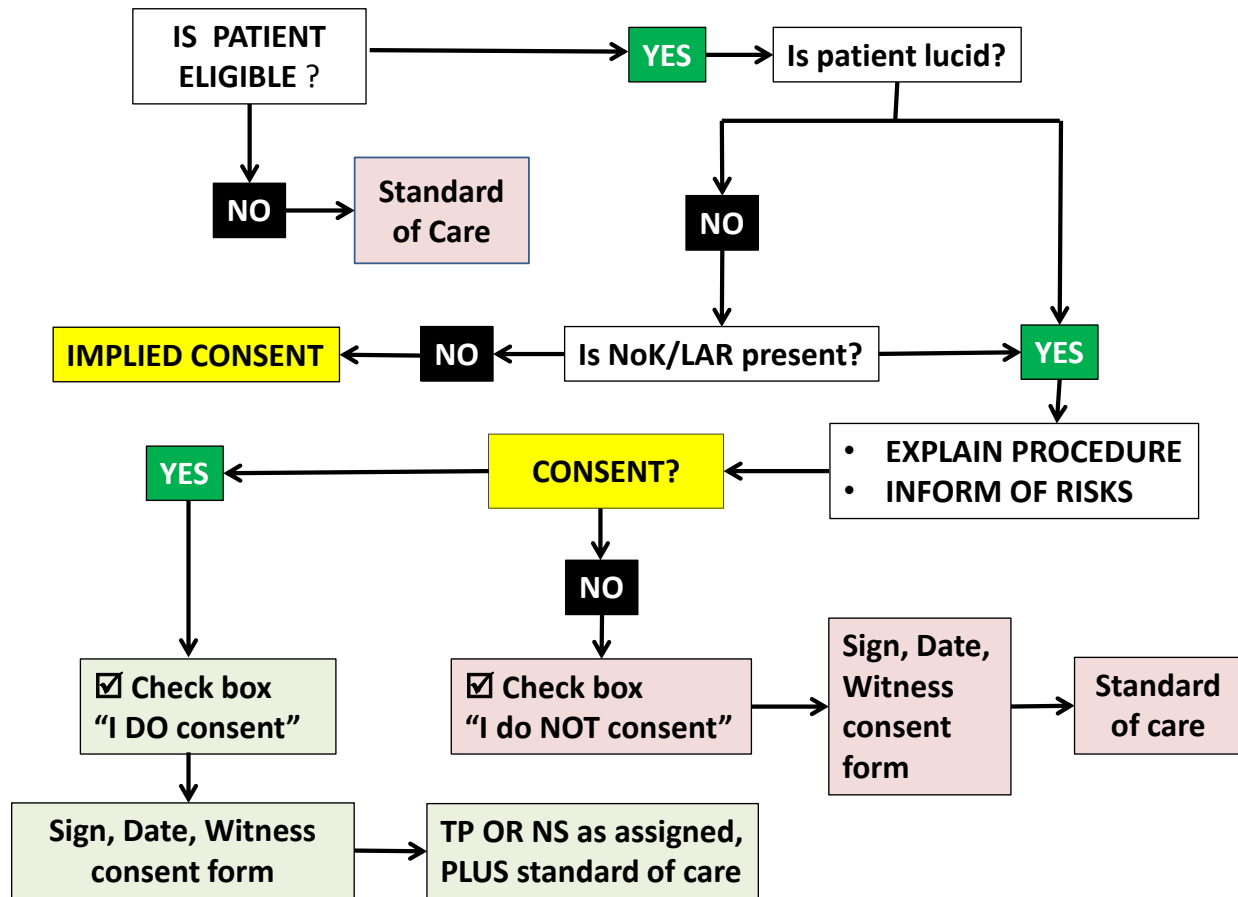 IS PATIENT
ELIGIBLE ?
YES
Is patient lucid?
NO
Standard
of Care
NO
IMPLIED CONSENT
NO
Is NoK/LAR present?
YES
• EXPLAIN PROCEDURE
• INFORM OF RISKS
CONSENT?
YES
NO
☑ Check box
“I DO consent”
☑ Check box
“I do NOT consent”
Sign, Date,
Witness
consent
form
Standard
of care
Sign, Date, Witness
consent form
TP OR NS as assigned,
PLUS standard of care